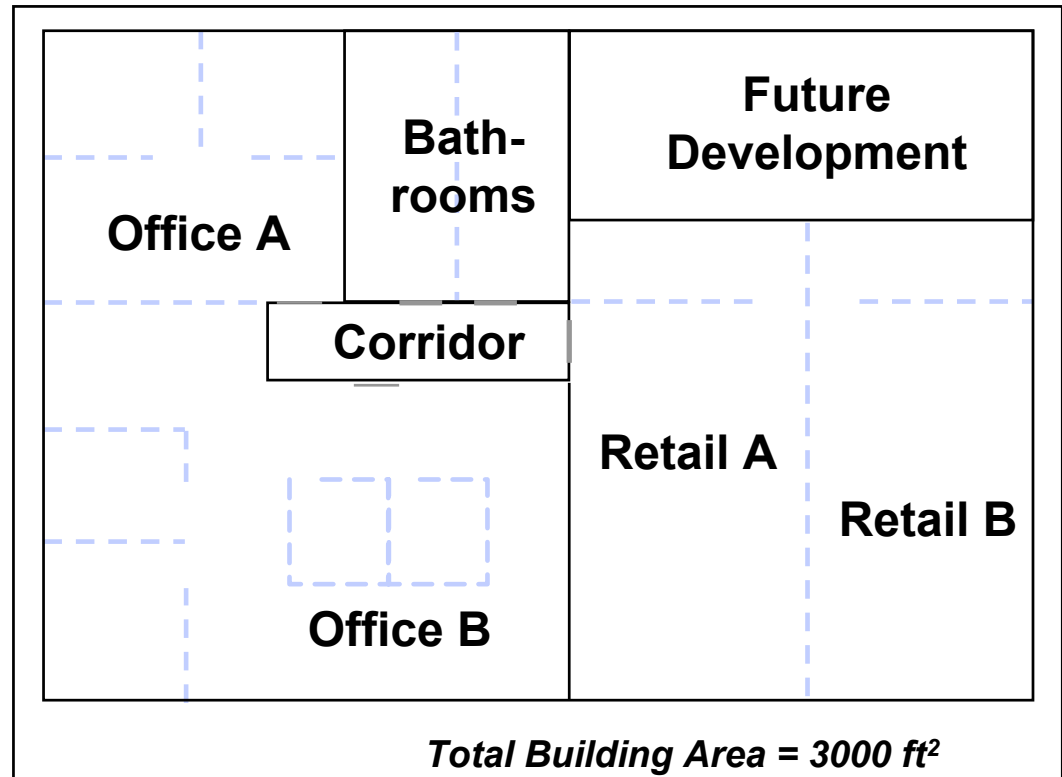 Bath-
rooms
Future
Development
Office A
Corridor
Retail A
Retail B
Office B
Total Building Area = 3000 ft²